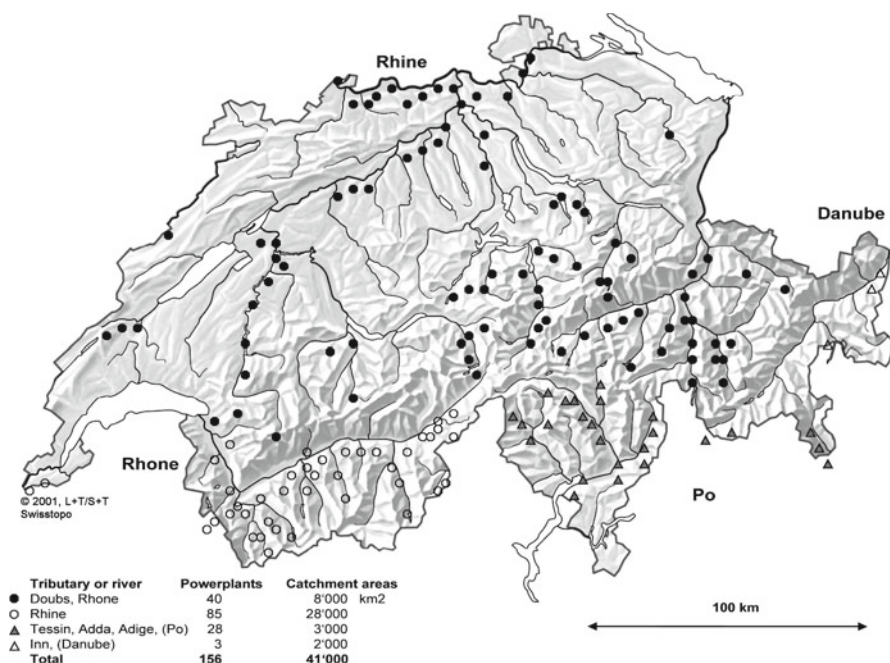 Rhine
Danube
Rhone
Po
© 2001, L+T/S+T
Swisstopo
Tributary or river Powerplants Catchment areas
Doubs, Rhone 40 8'000 km2
Rhine 85 28'000
Tessin, Adda, Adige, (Po) 28 3'000
Inn, (Danube) 3 2'000
Total 156 41'000
100 km